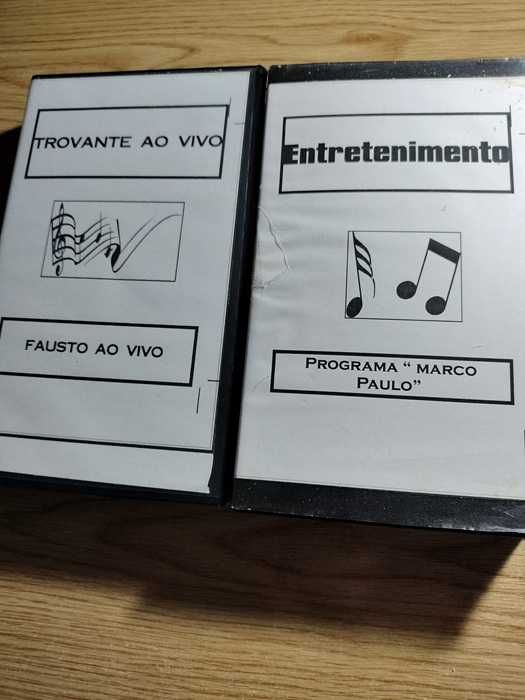 TROVANTE AO VIVO
FAUSTO AO VIVO
Entretenimento
PROGRAMA “ MARCO
PAULO”